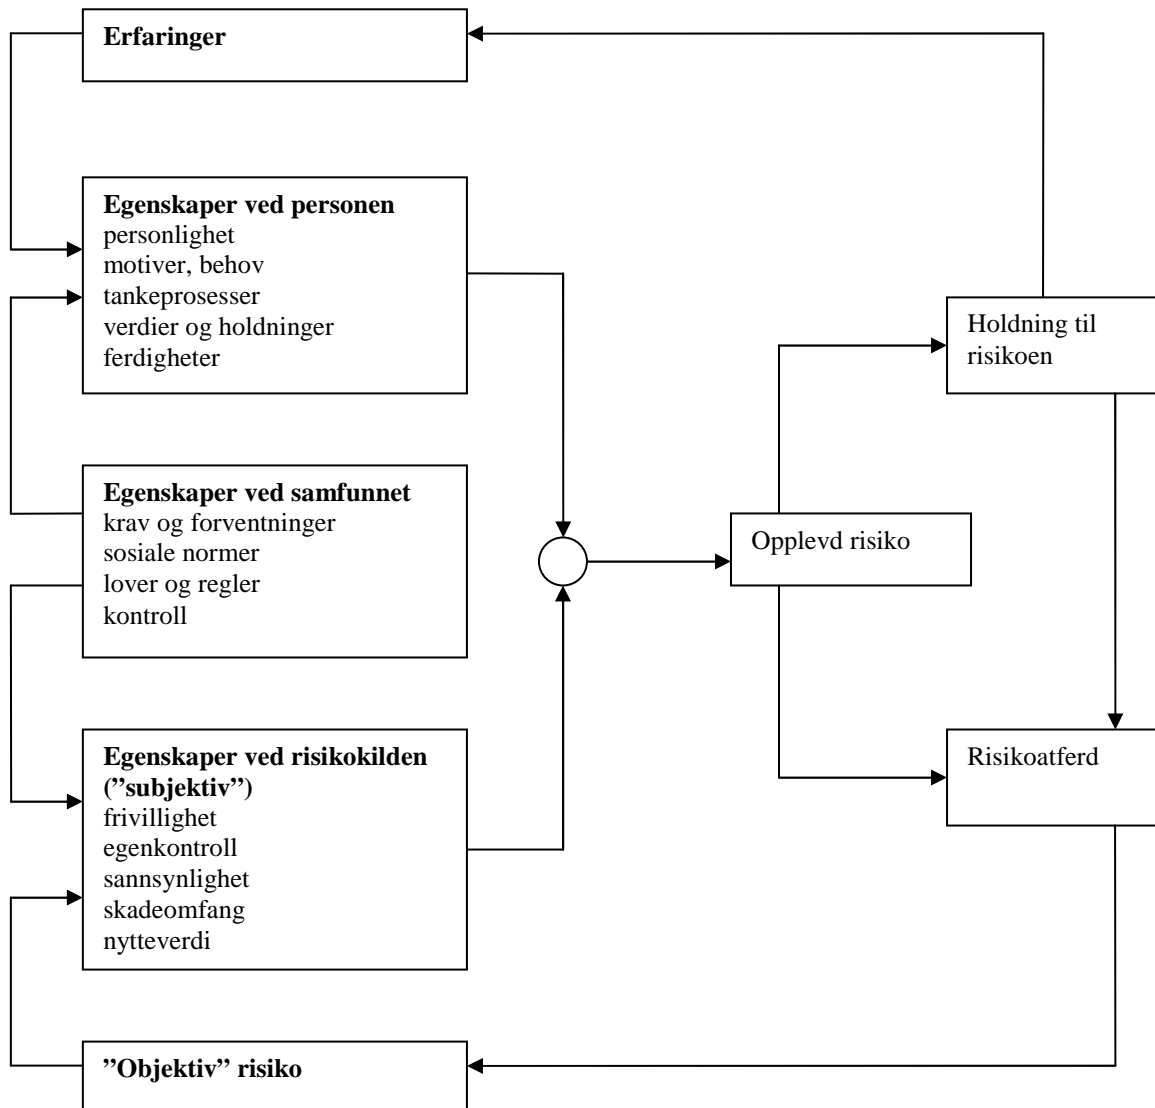 Erfaringer
Egenskaper ved personen
personlighet
motiver, behov
tankeprosesser
verdier og holdninger
ferdigheter
Holdning til
risikoen
Egenskaper ved samfunnet
krav og forventninger
sosiale normer
lover og regler
kontroll
Opplevd risiko
Egenskaper ved risikokilden
(”subjektiv”)
frivillighet
egenkontroll
sannsynlighet
skadeomfang
nytteverdi
Risikoatferd
”Objektiv” risiko